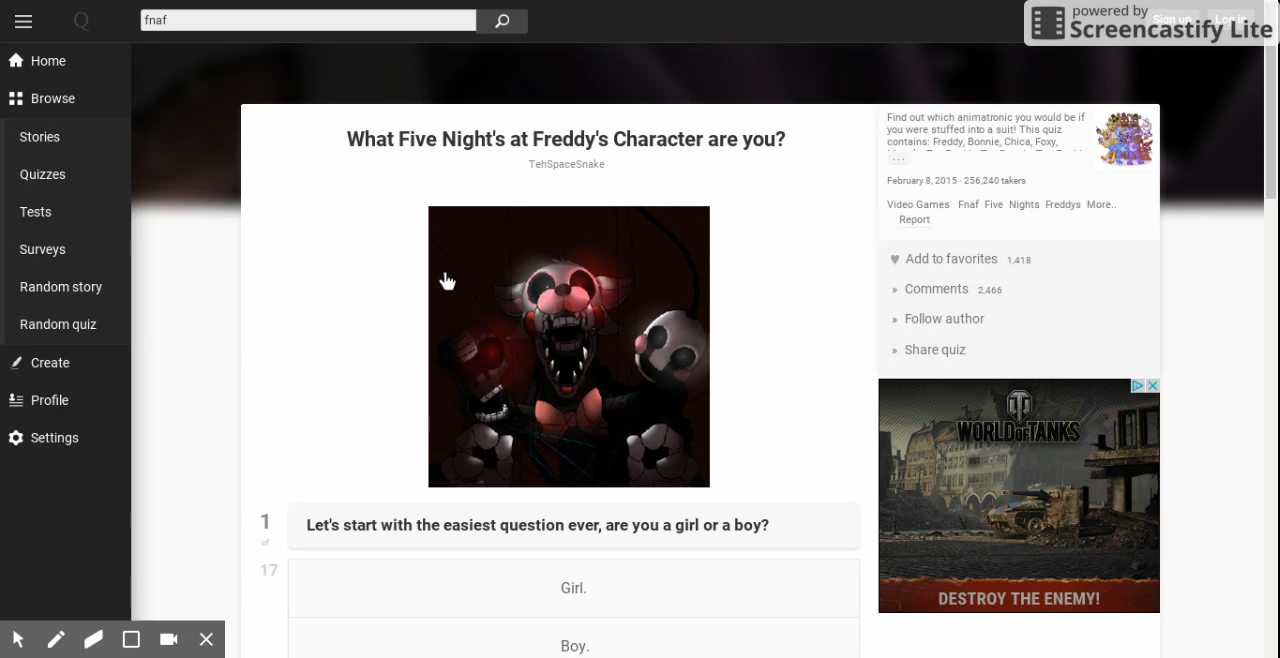 Q
fnaf
powered by
Screencastify Lite
Sign up
Log in
Home
Browse
Stories
Quizzes
Tests
Surveys
Random story
Random quiz
Create
Profile
Settings
What Five Night's at Freddy's Character are you?
TehSpaceSnake
1
of
17
Let's start with the easiest question ever, are you a girl or a boy?
Girl.
Boy.
Find out which animatronic you would be if
you were stuffed into a suit! This quiz
contains: Freddy, Bonnie, Chica, Foxy,
...
February 8, 2015 · 256,240 takers
Video Games Fnaf Five Nights Freddys More..
Report
Add to favorites 1,418
» Comments 2,466
» Follow author
» Share quiz
WORLD OF TANKS
DESTROY THE ENEMY!